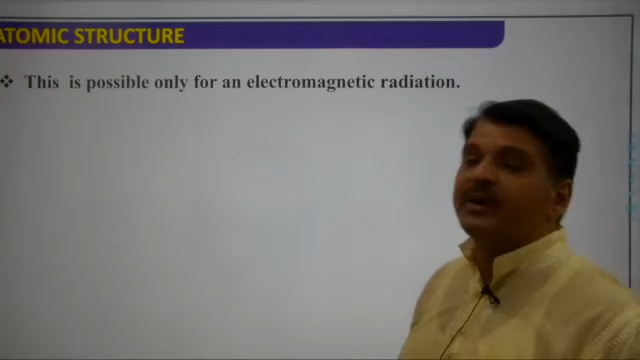 ATOMIC STRUCTURE
❖ This is possible only for an electromagnetic radiation.